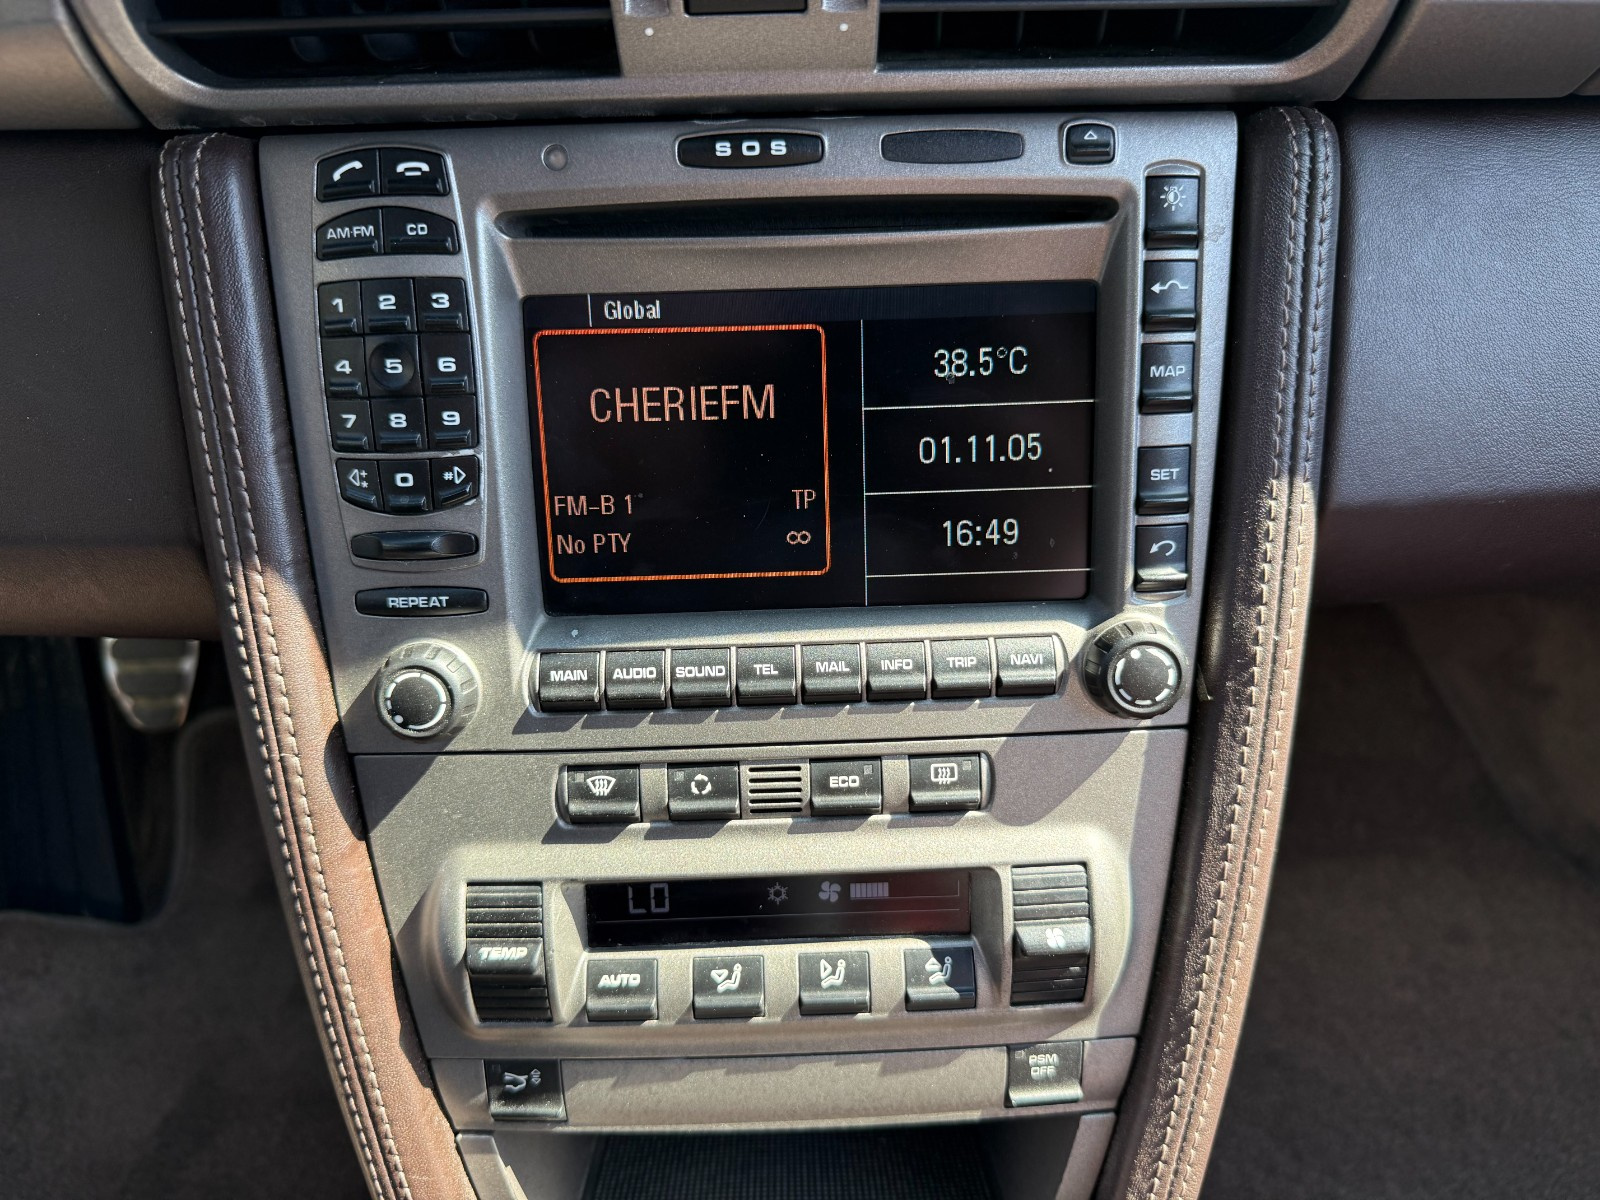 SOS
AM·FM CD
1 2 3
4 5 6
7 8 9
* 0 #
REPEAT
Global
CHERIEFM
FM-B 1 TP
No PTY ∞
38.5°C
01.11.05
16:49
MAP
SET
MAIN AUDIO SOUND TEL MAIL INFO TRIP NAVI
ECO
LO
TEMP
AUTO
PSM
OFF